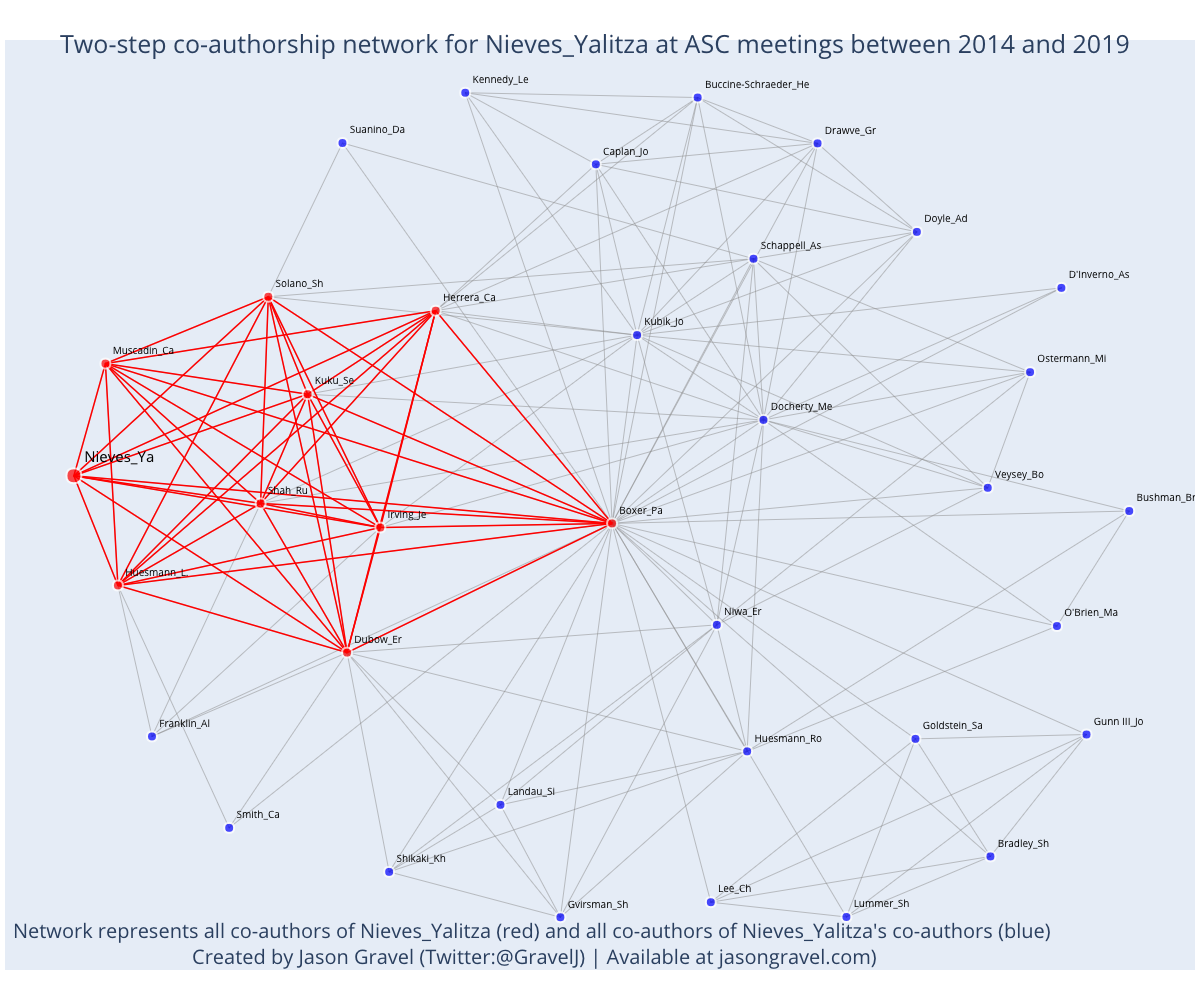 Two-step co-authorship network for Nieves_Yalitza at ASC meetings between 2014 and 2019
Kennedy_Le
Buccine-Schraeder_He
Suanino_Da
Drawve_Gr
Caplan_Jo
Doyle_Ad
Schappell_As
D'Inverno_As
Solano_Sh
Herrera_Ca
Kubik_Jo
Muscadin_Ca
Ostermann_Mi
Kuku_Se
Docherty_Me
Nieves_Ya
Veysey_Bo
Shah_Ru
Bushman_Br
Irving_Je
Boxer_Pa
Huesmann_L.
Niwa_Er
O'Brien_Ma
Dubow_Er
Franklin_Al
Goldstein_Sa
Gunn III_Jo
Huesmann_Ro
Landau_Si
Smith_Ca
Bradley_Sh
Shikaki_Kh
Lee_Ch
Gvirsman_Sh
Lummer_Sh
Network represents all co-authors of Nieves_Yalitza (red) and all co-authors of Nieves_Yalitza's co-authors (blue)
Created by Jason Gravel (Twitter:@GravelJ) | Available at jasongravel.com)